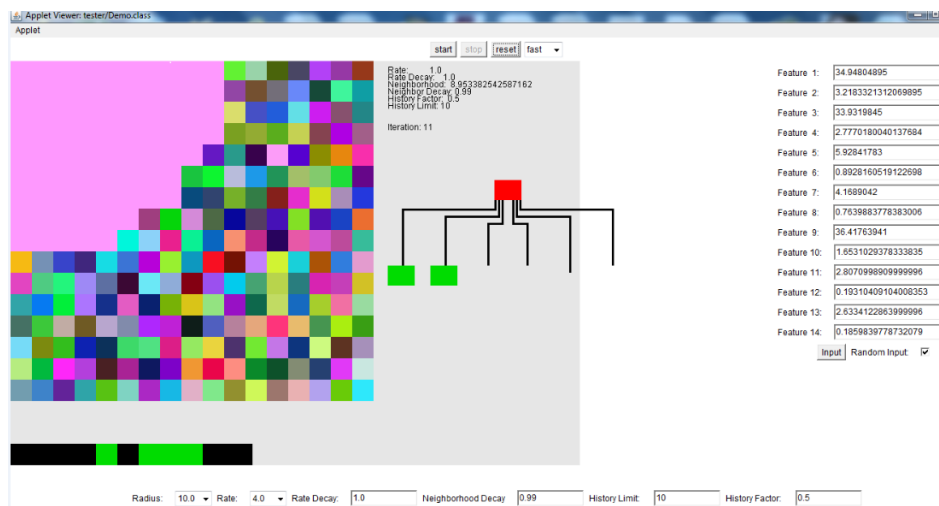 Applet Viewer: tester/Demo.class
Applet
start stop reset fast
Rate: 1.0
Rate Decay: 1.0
Neighborhood: 8.953382542587162
Neighbor Decay: 0.99
History Factor: 0.5
History Limit: 10
Iteration: 11
Feature 1: 34.94804895
Feature 2: 3.2183321312069895
Feature 3: 33.9319845
Feature 4: 2.7770180040137684
Feature 5: 5.92841783
Feature 6: 0.8928160519122698
Feature 7: 4.1689042
Feature 8: 0.7639883778383006
Feature 9: 36.41763941
Feature 10: 1.6531029378333835
Feature 11: 2.8070998909999996
Feature 12: 0.19310409104008353
Feature 13: 2.6334122863999996
Feature 14: 0.1859839778732079
Input Random Input:
Radius: 10.0 Rate: 4.0 Rate Decay: 1.0 Neighborhood Decay 0.99 History Limit: 10 History Factor: 0.5